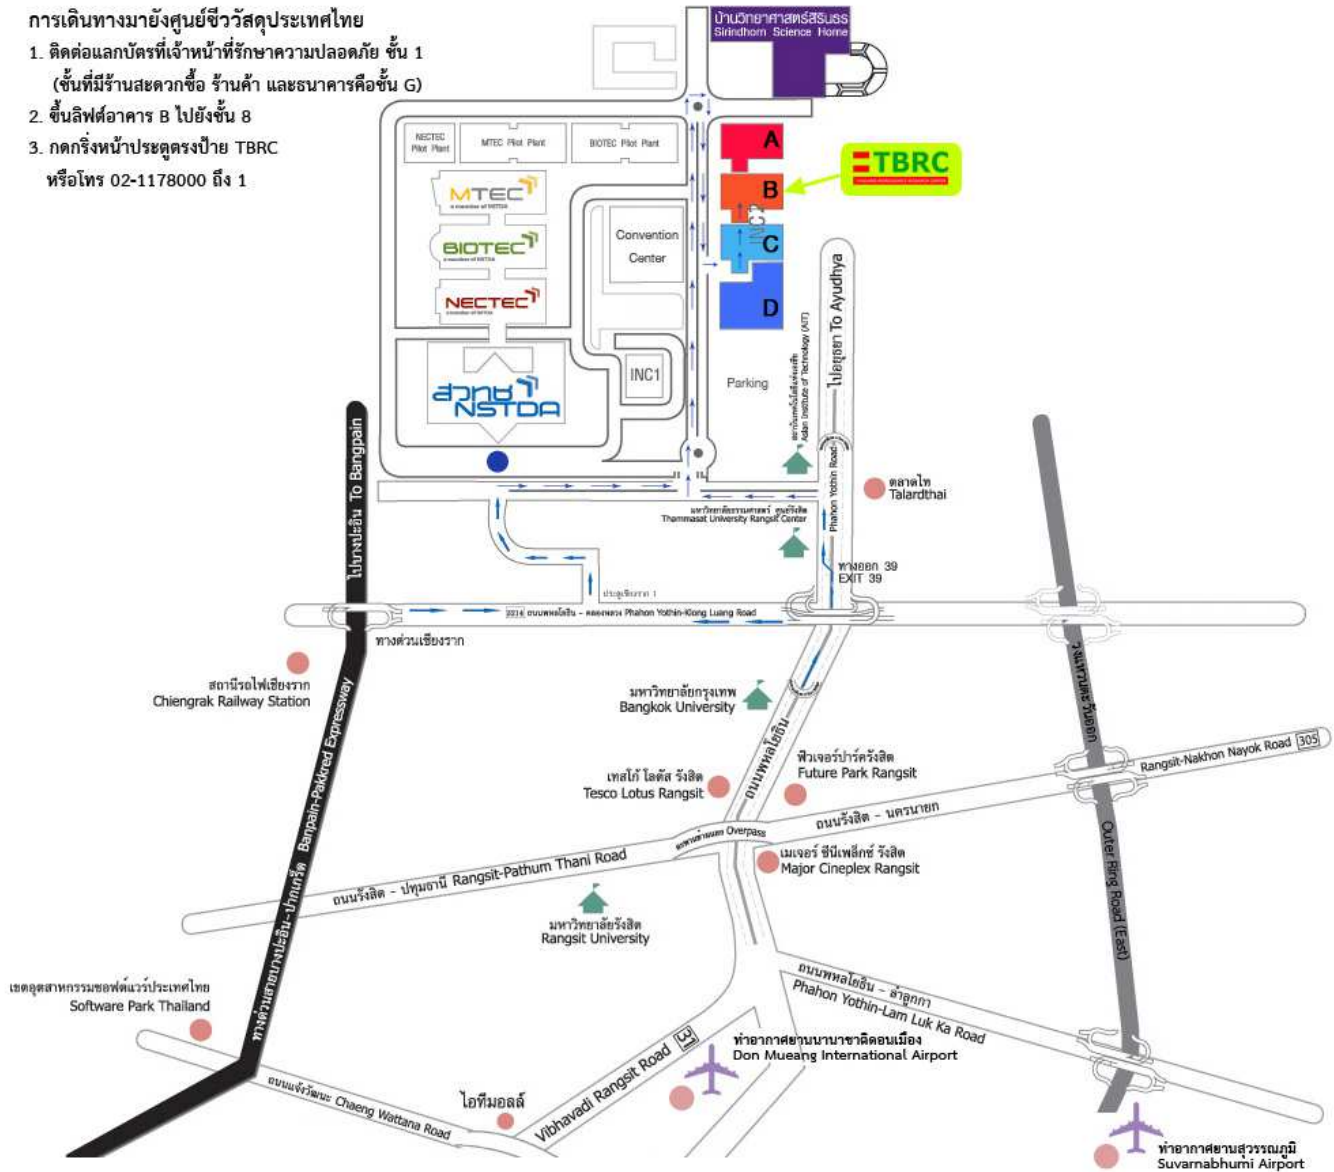 การเดินทางมายังศูนย์ชีววัสดุประเทศไทย
1. ติดต่อแลกบัตรที่เจ้าหน้าที่รักษาความปลอดภัย ชั้น 1
(ชั้นที่มีร้านสะดวกซื้อ ร้านค้า และธนาคารคือชั้น G)
2. ขึ้นลิฟต์อาคาร B ไปยังชั้น 8
3. กดกริ่งหน้าประตูตรงป้าย TBRC
หรือโทร 02-1178000 ถึง 1
บ้านวิทยาศาสตร์สิรินธร
Sirindhorn Science Home
NECTEC
Pilot Plant
MTEC Pilot Plant
BIOTEC Pilot Plant
A
B
C
D
INC2
TBRC
MTEC
a member of NSTDA
BIOTEC
a member of NSTDA
NECTEC
a member of NSTDA
Convention
Center
สวทช
NSTDA
INC1
Parking
สถาบันเทคโนโลยีแห่งเอเชีย
Asian Institute of Technology (AIT)
ไปอยุธยา To Ayudhya
Phahon Yothin Road
ตลาดไท
Talardthai
มหาวิทยาลัยธรรมศาสตร์ ศูนย์รังสิต
Thammasat University Rangsit Center
ทางออก 39
EXIT 39
ไปบางปะอิน To Bangpain
ประตูเชียงราก 1
3214 ถนนพหลโยธิน - คลองหลวง Phahon Yothin-Klong Luang Road
ทางด่วนเชียงราก
สถานีรถไฟเชียงราก
Chiengrak Railway Station
มหาวิทยาลัยกรุงเทพ
Bangkok University
วงแหวนตะวันออก
ถนนพหลโยธิน
ฟิวเจอร์ปาร์ครังสิต
Future Park Rangsit
เทสโก้ โลตัส รังสิต
Tesco Lotus Rangsit
Rangsit-Nakhon Nayok Road 305
ถนนรังสิต - นครนายก
Overpass
เมเจอร์ ซีนีเพล็กซ์ รังสิต
Major Cineplex Rangsit
ถนนรังสิต - ปทุมธานี Rangsit-Pathum Thani Road
มหาวิทยาลัยรังสิต
Rangsit University
ทางด่วนสายบางปะอิน-ปากเกร็ด Banpain-Pakkred Expressway
Outer Ring Road (East)
เขตอุตสาหกรรมซอฟต์แวร์ประเทศไทย
Software Park Thailand
ถนนพหลโยธิน - ลำลูกกา
Phahon Yothin-Lam Luk Ka Road
ท่าอากาศยานนานาชาติดอนเมือง
Don Mueang International Airport
Vibhavadi Rangsit Road 31
ไอทีมอลล์
ถนนแจ้งวัฒนะ Chaeng Wattana Road
ท่าอากาศยานสุวรรณภูมิ
Suvarnabhumi Airport